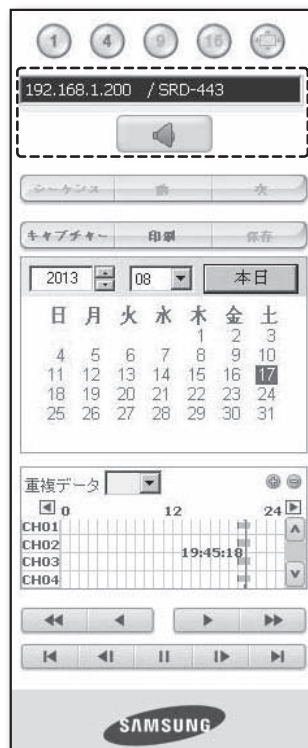 1 4 9 16
192.168.1.200 / SRD-443
シーケンス 前 次
キャプチャー 印刷 保存
2013 08 本日
日 月 火 水 木 金 土
1 2 3
4 5 6 7 8 9 10
11 12 13 14 15 16 17
18 19 20 21 22 23 24
25 26 27 28 29 30 31
重複データ
0 12 24
CH01
CH02
19:45:18
CH03
CH04
SAMSUNG